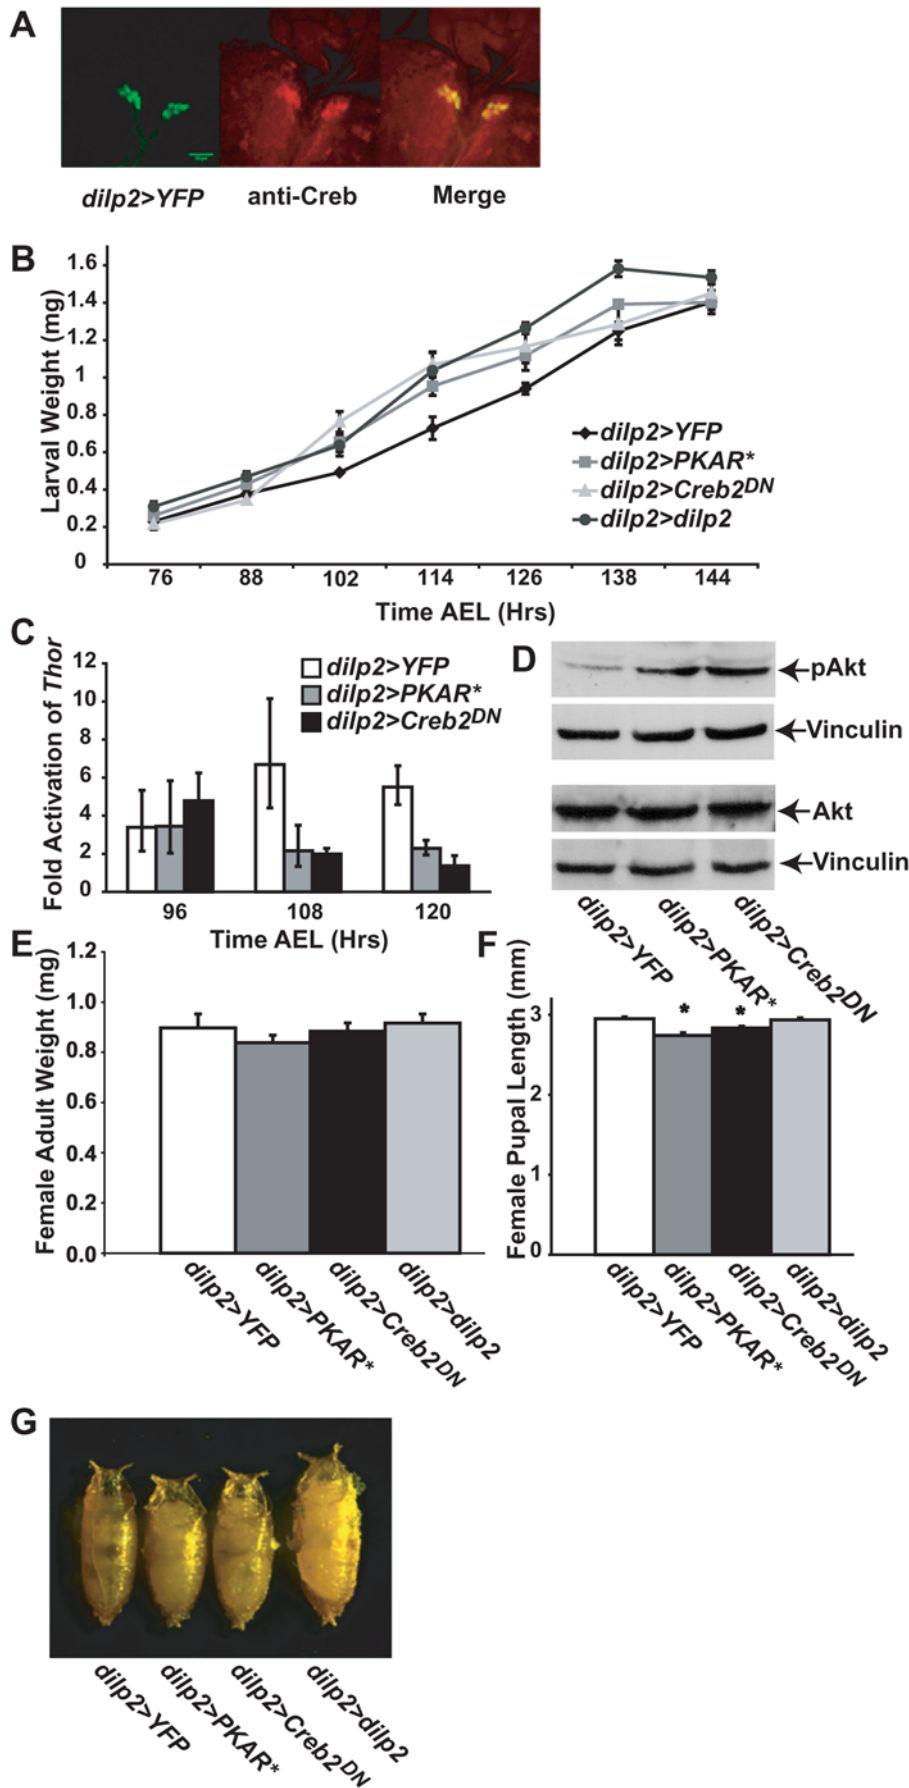 A
dilp2>YFP anti-Creb Merge
B
Larval Weight (mg)
1.6
1.4
1.2
1
0.8
0.6
0.4
0.2
0
dilp2>YFP
dilp2>PKAR*
dilp2>Creb2DN
dilp2>dilp2
76 88 102 114 126 138 144
Time AEL (Hrs)
C
Fold Activation of Thor
12
10
8
6
4
2
0
dilp2>YFP
dilp2>PKAR*
dilp2>Creb2DN
96 108 120
Time AEL (Hrs)
D
pAkt
Vinculin
Akt
Vinculin
dilp2>YFP
dilp2>PKAR*
dilp2>Creb2DN
E
Female Adult Weight (mg)
1.2
1.0
0.8
0.6
0.4
0.2
0.0
dilp2>YFP
dilp2>PKAR*
dilp2>Creb2DN
dilp2>dilp2
F
Female Pupal Length (mm)
3
2
1
0
* *
dilp2>YFP
dilp2>PKAR*
dilp2>Creb2DN
dilp2>dilp2
G
dilp2>YFP
dilp2>PKAR*
dilp2>Creb2DN
dilp2>dilp2